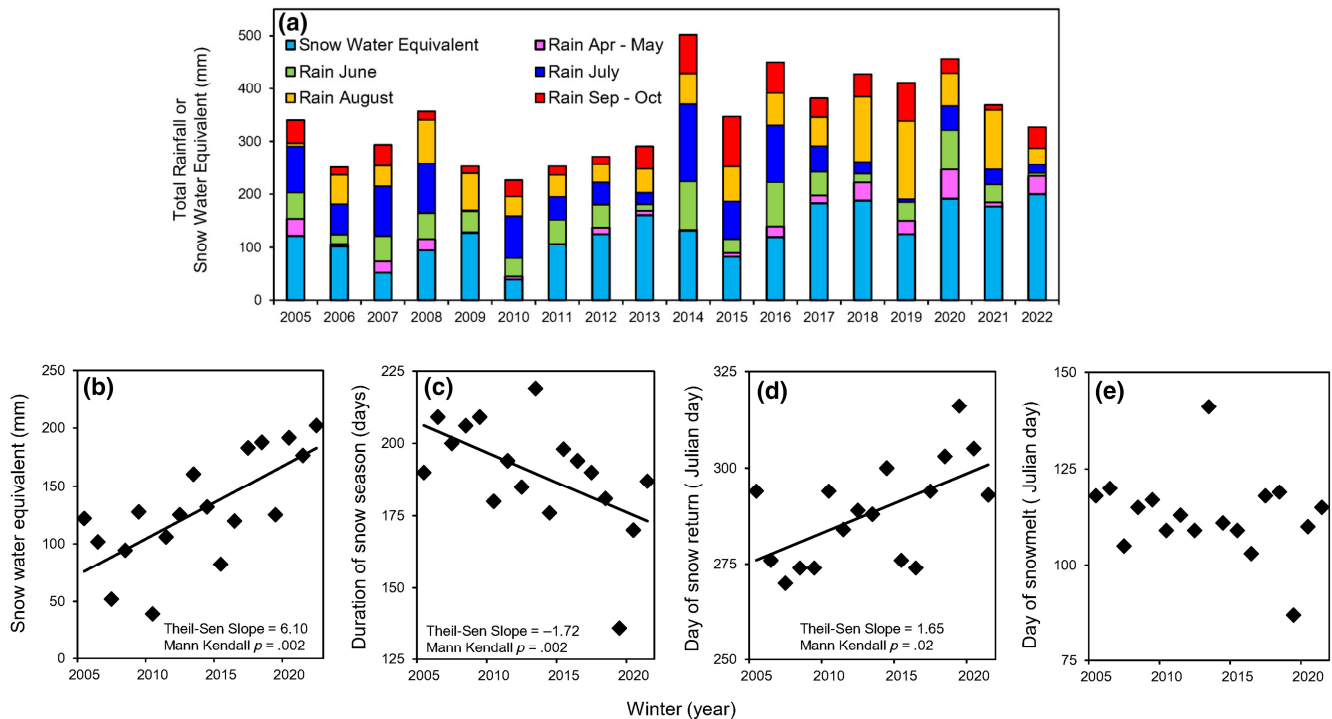 (a)
Total Rainfall or
Snow Water Equivalent (mm)
500
400
300
200
100
0
Snow Water Equivalent
Rain Apr - May
Rain June
Rain July
Rain August
Rain Sep - Oct
2005 2006 2007 2008 2009 2010 2011 2012 2013 2014 2015 2016 2017 2018 2019 2020 2021 2022
(b)
Snow water equivalent (mm)
250
200
150
100
50
0
Theil-Sen Slope = 6.10
Mann Kendall p = .002
2005 2010 2015 2020
(c)
Duration of snow season (days)
225
200
175
150
125
Theil-Sen Slope = –1.72
Mann Kendall p = .002
2005 2010 2015 2020
(d)
Day of snow return ( Julian day)
325
300
275
250
Theil-Sen Slope = 1.65
Mann Kendall p = .02
2005 2010 2015 2020
(e)
Day of snowmelt ( Julian day)
150
125
100
75
2005 2010 2015 2020
Winter (year)